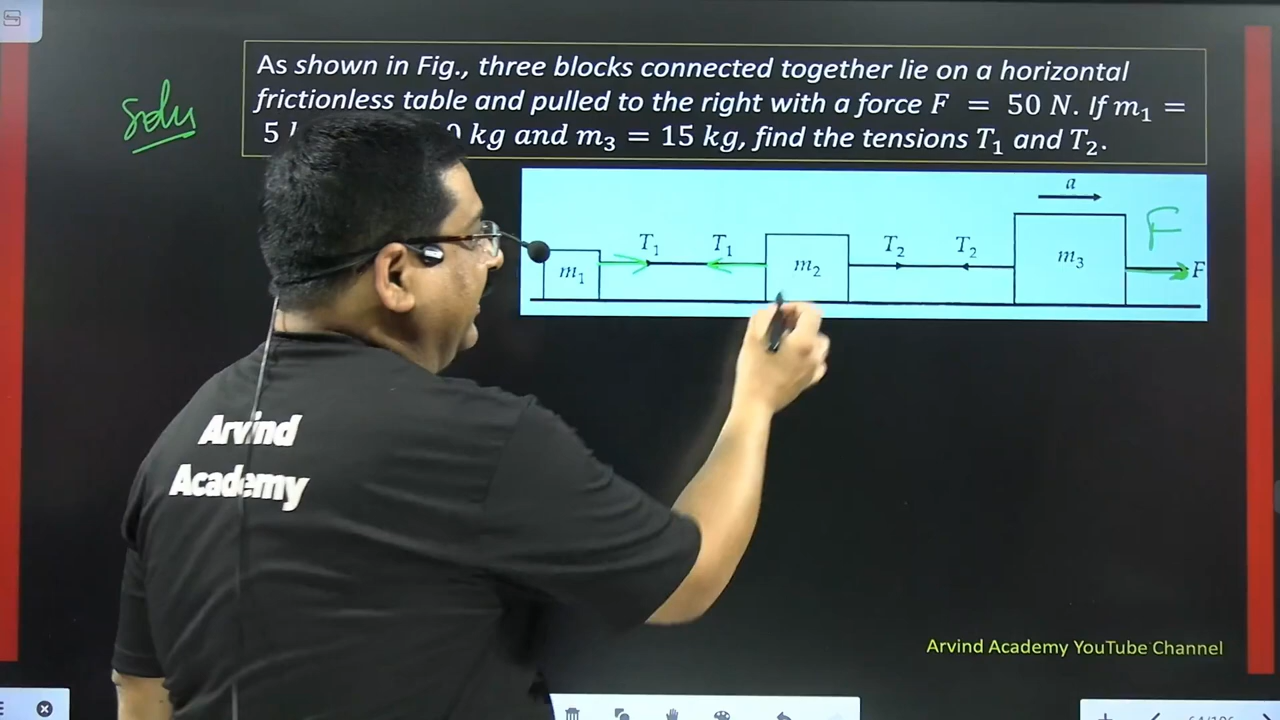 Soln
As shown in Fig., three blocks connected together lie on a horizontal
frictionless table and pulled to the right with a force F = 50 N. If m₁ =
5 kg and m₃ = 15 kg, find the tensions T₁ and T₂.
a
F
T₁ T₁ T₂ T₂
m₁ m₂ m₃ F
Arvind
Academy
Arvind Academy YouTube Channel